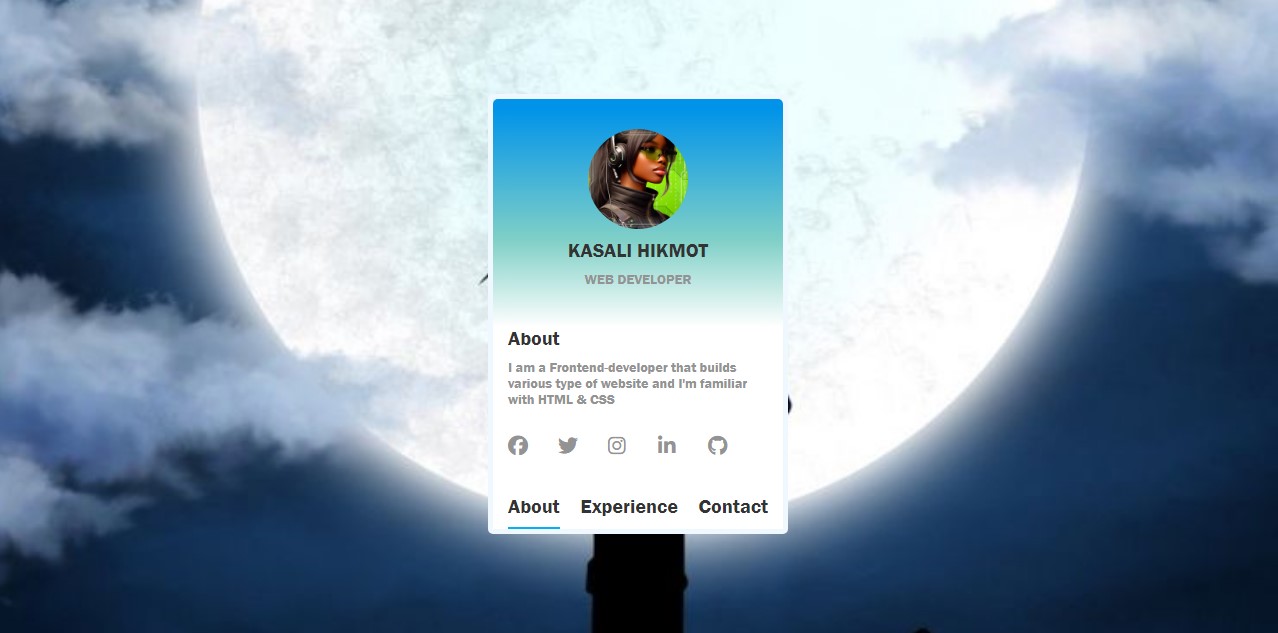 KASALI HIKMOT
WEB DEVELOPER
About
I am a Frontend-developer that builds
various type of website and I'm familiar
with HTML & CSS
in
About Experience Contact